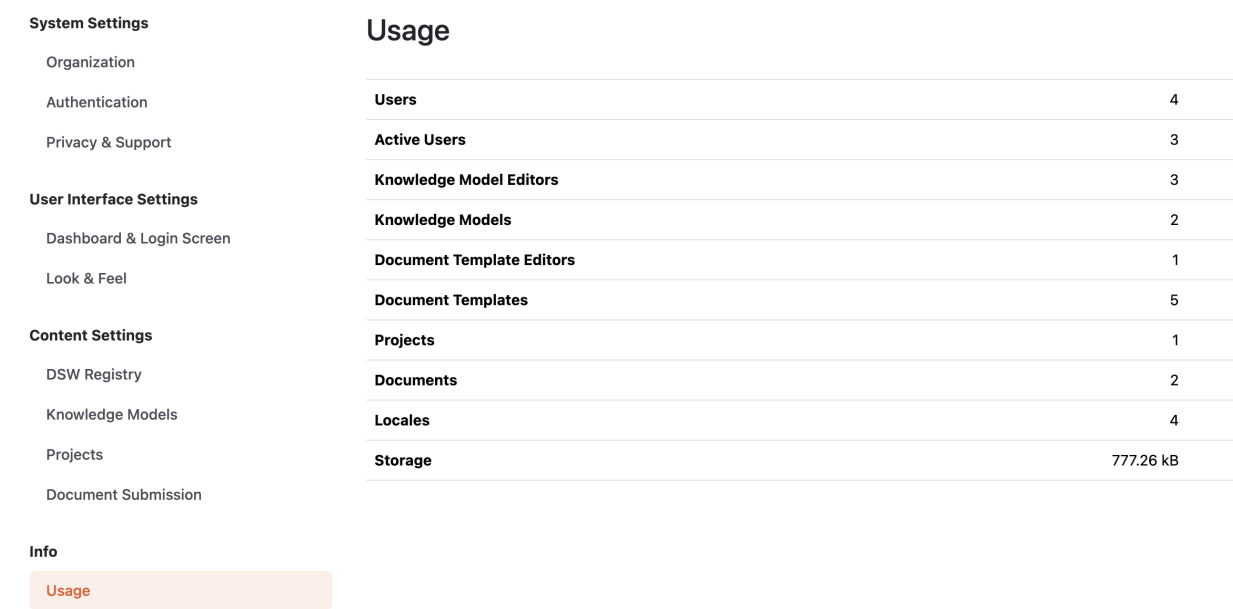 System Settings
Organization
Authentication
Privacy & Support
User Interface Settings
Dashboard & Login Screen
Look & Feel
Content Settings
DSW Registry
Knowledge Models
Projects
Document Submission
Info
Usage
Usage
Users 4
Active Users 3
Knowledge Model Editors 3
Knowledge Models 2
Document Template Editors 1
Document Templates 5
Projects 1
Documents 2
Locales 4
Storage 777.26 kB